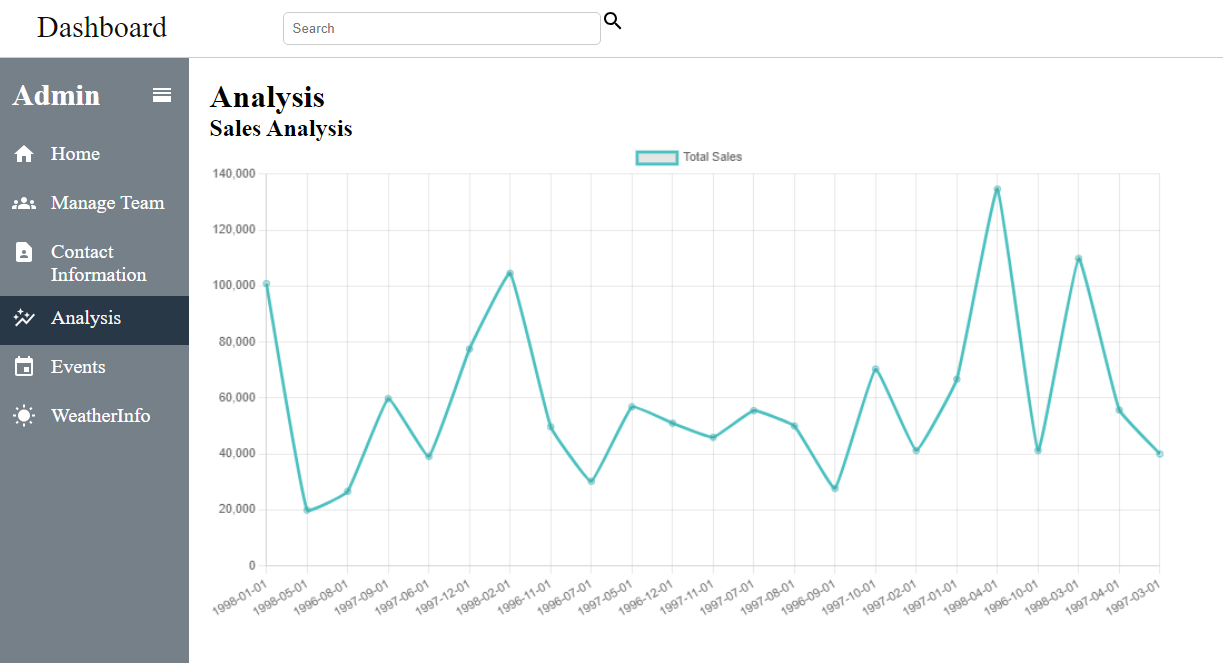 Dashboard
Search
Admin
Home
Manage Team
Contact
Information
Analysis
Events
WeatherInfo
Analysis
Sales Analysis
Total Sales
140,000
120,000
100,000
80,000
60,000
40,000
20,000
0
1998-01-01
1998-05-01
1996-08-01
1997-09-01
1997-06-01
1997-12-01
1998-02-01
1996-11-01
1996-07-01
1997-05-01
1996-12-01
1997-11-01
1997-07-01
1997-08-01
1996-09-01
1997-10-01
1997-02-01
1997-01-01
1998-04-01
1996-10-01
1998-03-01
1997-04-01
1997-03-01